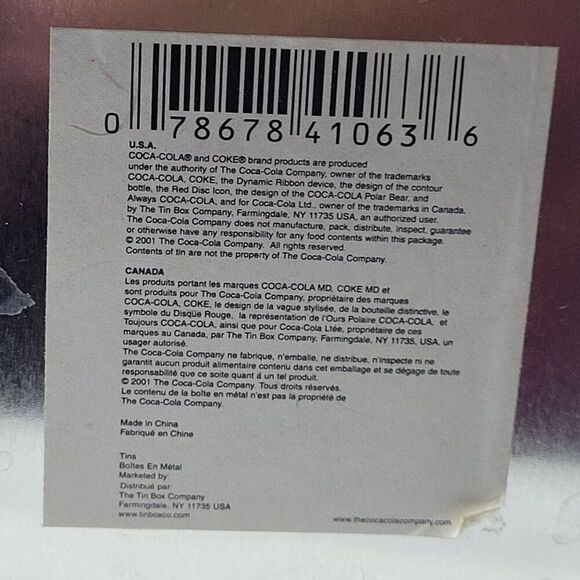 0 78678 41063 6
U.S.A.
COCA-COLA® and COKE® brand products are produced
under the authority of The Coca-Cola Company, owner of the trademarks
COCA-COLA, COKE, the Dynamic Ribbon device, the design of the contour
bottle, the Red Disc Icon, the design of the COCA-COLA Polar Bear, and
Always COCA-COLA, and for Coca-Cola Ltd., owner of the trademarks in Canada,
by The Tin Box Company, Farmingdale, NY 11735 USA, an authorized user.
The Coca-Cola Company does not manufacture, pack, distribute, inspect, guarantee
or otherwise have any responsibility for any food contents within this package.
© 2001 The Coca-Cola Company. All rights reserved.
Contents of tin are not the property of The Coca-Cola Company.
CANADA
Les produits portant les marques COCA-COLA MD, COKE MD et
sont produits pour The Coca-Cola Company, propriétaire des marques
COCA-COLA, COKE, le design de la vague stylisée, de la bouteille distinctive, le
symbole du Disque Rouge, la représentation de l'Ours Polaire COCA-COLA, et
Toujours COCA-COLA, ainsi que pour Coca-Cola Ltée, propriétaire de ces
marques au Canada, par The Tin Box Company, Farmingdale, NY 11735, USA, un
usager autorisé.
The Coca-Cola Company ne fabrique, n'emballe, ne distribue, n'inspecte ni ne
garantit aucun produit alimentaire contenu dans cet emballage et se dégage de toute
responsabilité que ce soite quant à un tel produit.
© 2001 The Coca-Cola Company. Tous droits réservés.
Le contenu de la boîte en métal n'est pas la propriété de
The Coca-Cola Company.
Made in China
Fabriqué en Chine
Tins
Boîtes En Métal
Marketed by:
Distribué par:
The Tin Box Company
Farmingdale, NY 11735 USA
www.tinboxco.com
www.thecocacolacompany.com